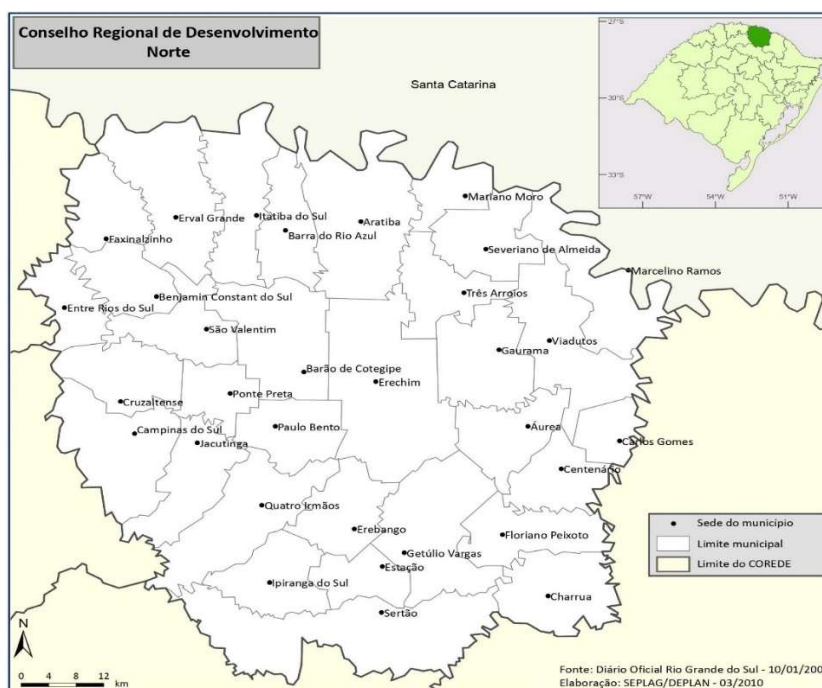 Conselho Regional de Desenvolvimento
Norte
Santa Catarina
27°S
30°S
33°S
57°W
54°W
51°W
Mariano Moro
Erval Grande
Itatiba do Sul
Aratiba
Barra do Rio Azul
Faxinalzinho
Severiano de Almeida
Marcelino Ramos
Três Arroios
Benjamin Constant do Sul
Entre Rios do Sul
São Valentim
Viadutos
Gaurama
Barão de Cotegipe
Erechim
Ponte Preta
Cruzaltense
Paulo Bento
Áurea
Campinas do Sul
Jacutinga
Carlos Gomes
Centenário
Quatro Irmãos
Erebango
Floriano Peixoto
Getúlio Vargas
Estação
Ipiranga do Sul
Charrua
Sertão
Sede do município
Limite municipal
Limite do COREDE
N
0 2 4 8 12
km
Fonte: Diário Oficial Rio Grande do Sul - 10/01/200
Elaboração: SEPLAG/DEPLAN - 03/2010